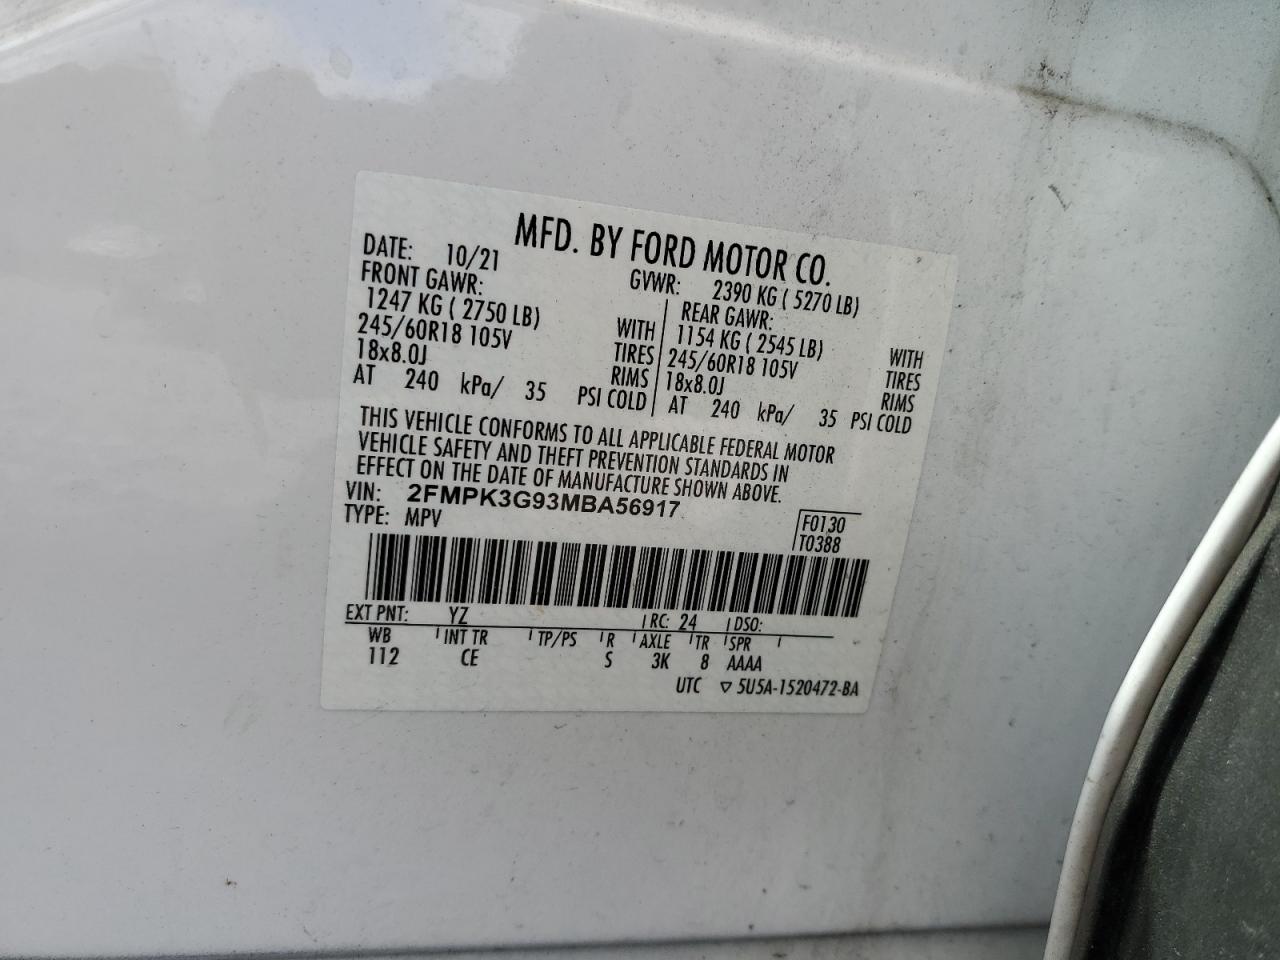 MFD. BY FORD MOTOR CO.
DATE: 10/21 GVWR: 2390 KG ( 5270 LB)
FRONT GAWR: REAR GAWR:
1247 KG ( 2750 LB) WITH 1154 KG ( 2545 LB) WITH
245/60R18 105V TIRES 245/60R18 105V TIRES
18x8.0J RIMS 18x8.0J RIMS
AT 240 kPa/ 35 PSI COLD AT 240 kPa/ 35 PSI COLD
THIS VEHICLE CONFORMS TO ALL APPLICABLE FEDERAL MOTOR
VEHICLE SAFETY AND THEFT PREVENTION STANDARDS IN
EFFECT ON THE DATE OF MANUFACTURE SHOWN ABOVE.
VIN: 2FMPK3G93MBA56917
TYPE: MPV F0130
T0388
EXT PNT: YZ RC: 24 DSO:
WB INT TR TP/PS R AXLE TR SPR
112 CE S 3K 8 AAAA
UTC ▽ 5U5A-1520472-BA